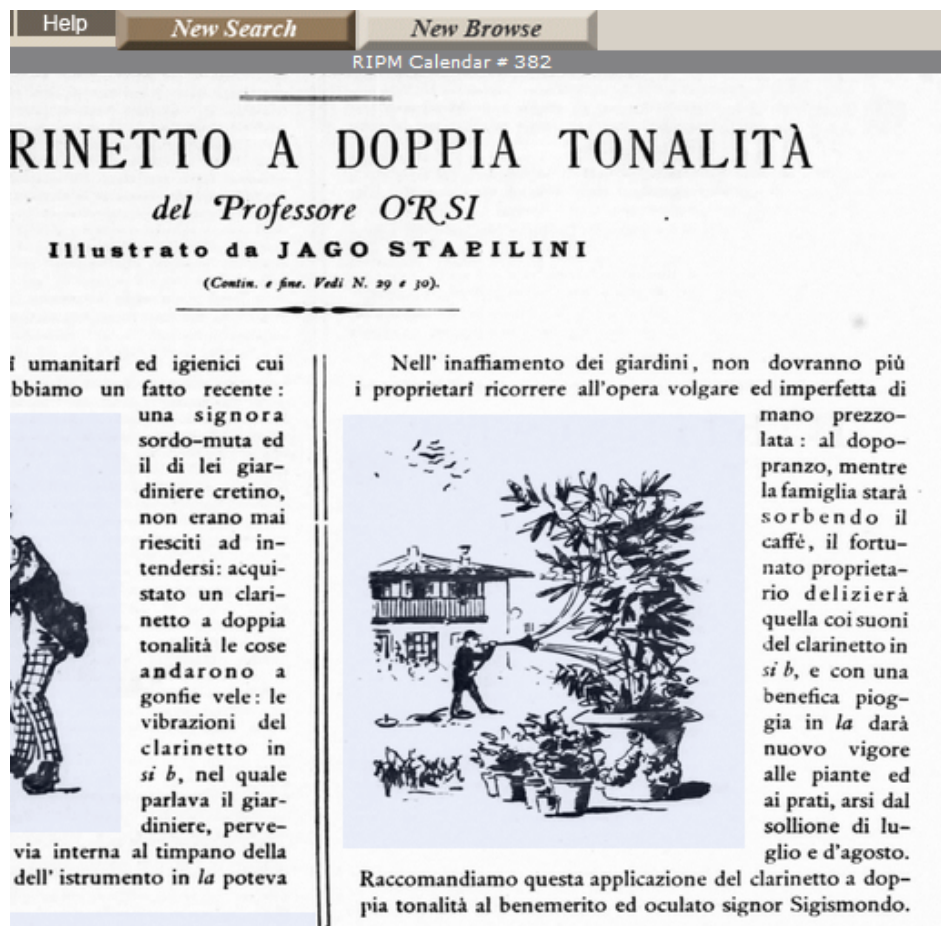 Help
New Search
New Browse
RIPM Calendar # 382
RINETTO A DOPPIA TONALITÀ
del Professore ORSI
Illustrato da JAGO STABILINI
(Contin. e fine. Vedi N. 29 e 30).
î umanitarî ed igienici cui
bbiamo un fatto recente:
una signora
sordo-muta ed
il di lei giar-
diniere cretino,
non erano mai
riesciti ad in-
tendersi: acqui-
stato un clari-
netto a doppia
tonalità le cose
andarono a
gonfie vele: le
vibrazioni del
clarinetto in
si b, nel quale
parlava il giar-
diniere, perve-
via interna al timpano della
dell' istrumento in la poteva
Nell' inaffiamento dei giardini, non dovranno più
i proprietarî ricorrere all'opera volgare ed imperfetta di
mano prezzo-
lata: al dopo-
pranzo, mentre
la famiglia starà
sorbendo il
caffè, il fortu-
nato proprieta-
rio delizierà
quella coi suoni
del clarinetto in
si b, e con una
benefica piog-
gia in la darà
nuovo vigore
alle piante ed
ai prati, arsi dal
sollione di lu-
glio e d'agosto.
Raccomandiamo questa applicazione del clarinetto a dop-
pia tonalità al benemerito ed oculato signor Sigismondo.